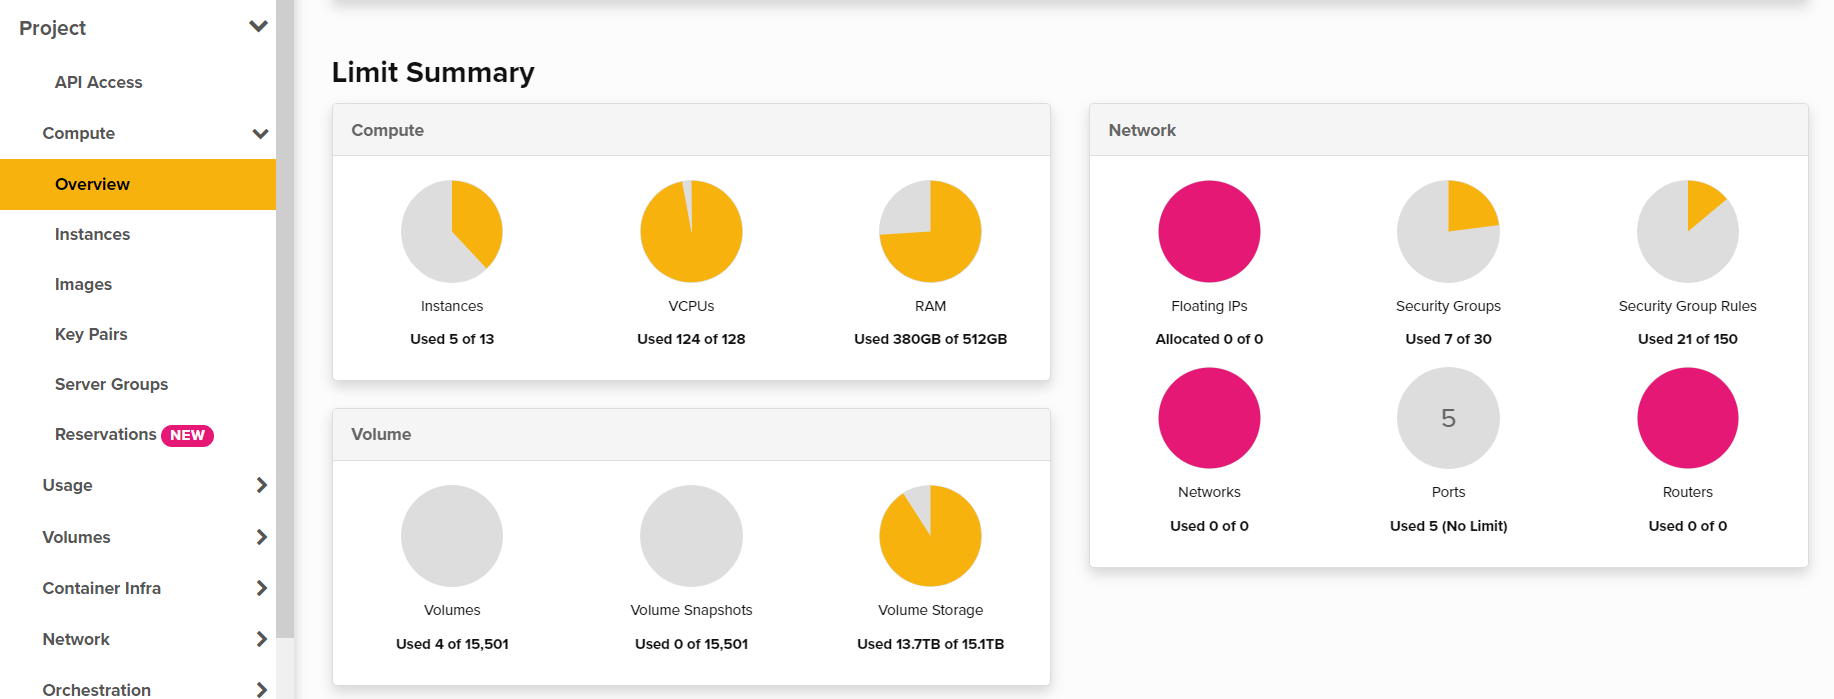 Project
API Access
Compute
Overview
Instances
Images
Key Pairs
Server Groups
Reservations NEW
Usage
Volumes
Container Infra
Network
Orchestration
Limit Summary
Compute
Instances
Used 5 of 13
VCPUs
Used 124 of 128
RAM
Used 380GB of 512GB
Volume
Volumes
Used 4 of 15,501
Volume Snapshots
Used 0 of 15,501
Volume Storage
Used 13.7TB of 15.1TB
Network
Floating IPs
Allocated 0 of 0
Security Groups
Used 7 of 30
Security Group Rules
Used 21 of 150
Networks
Used 0 of 0
5
Ports
Used 5 (No Limit)
Routers
Used 0 of 0